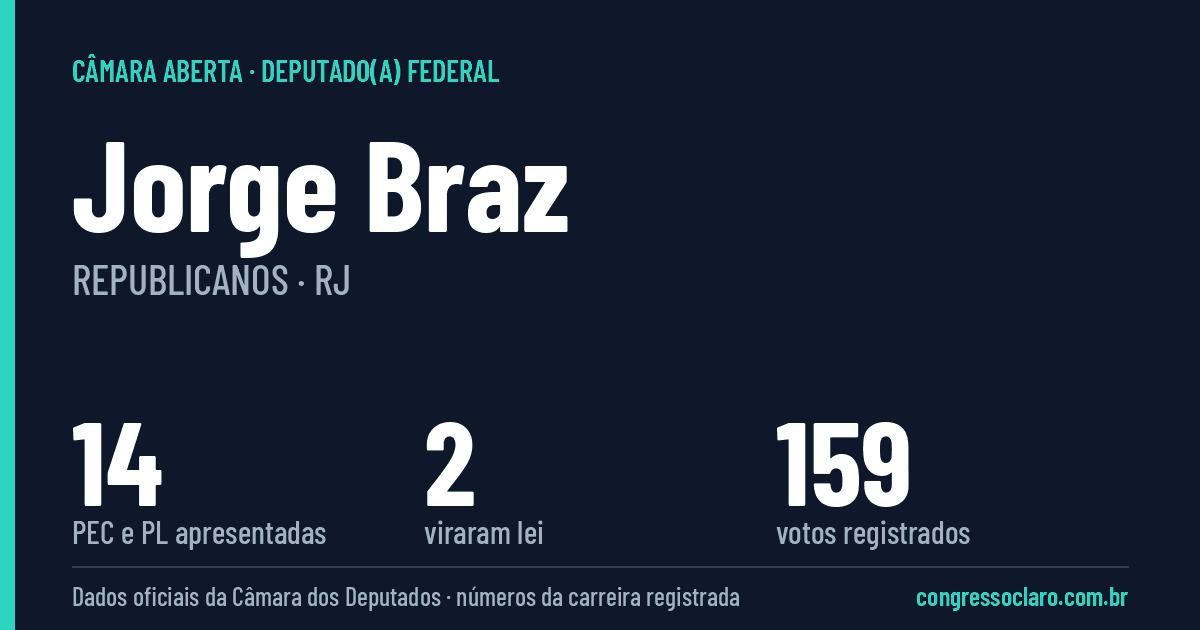 CÂMARA ABERTA · DEPUTADO(A) FEDERAL
Jorge Braz
REPUBLICANOS · RJ
14 2 159
PEC e PL apresentadas viraram lei votos registrados
Dados oficiais da Câmara dos Deputados · números da carreira registrada congressoclaro.com.br